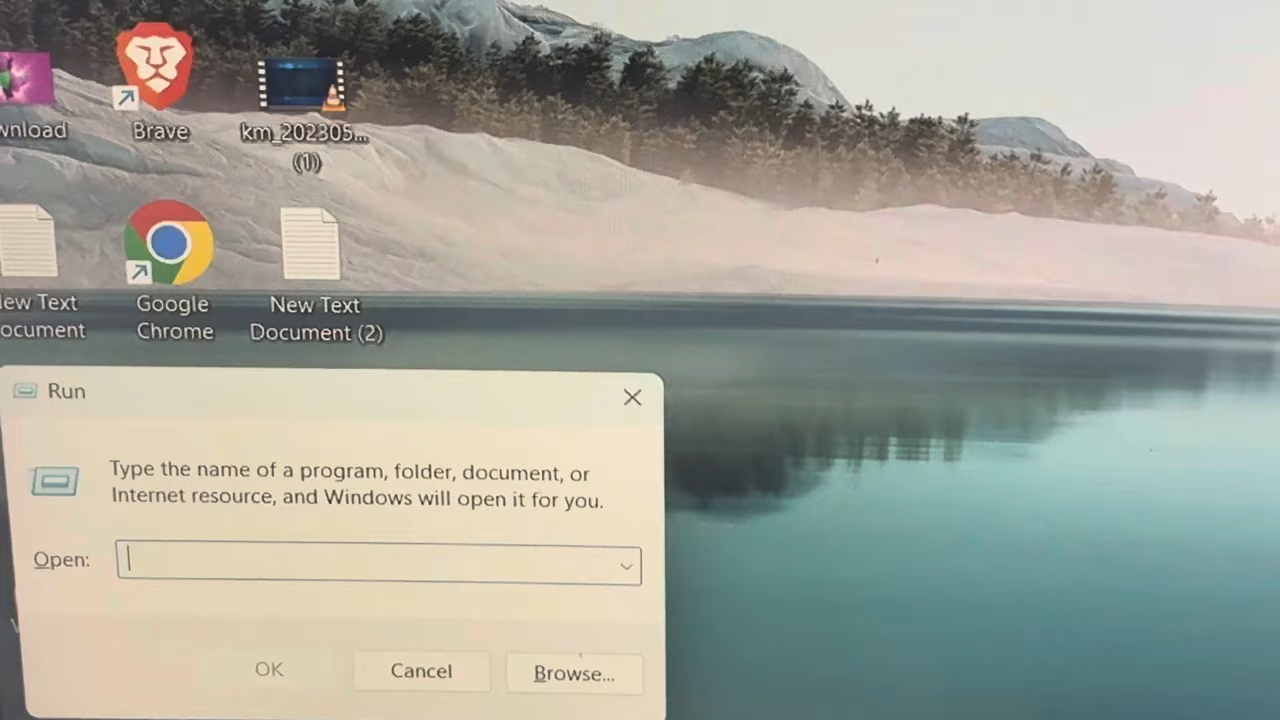 wnload
Brave
km_202305...
(1)
ew Text
ocument
Google
Chrome
New Text
Document (2)
Run
Type the name of a program, folder, document, or
Internet resource, and Windows will open it for you.
Open:
OK
Cancel
Browse...